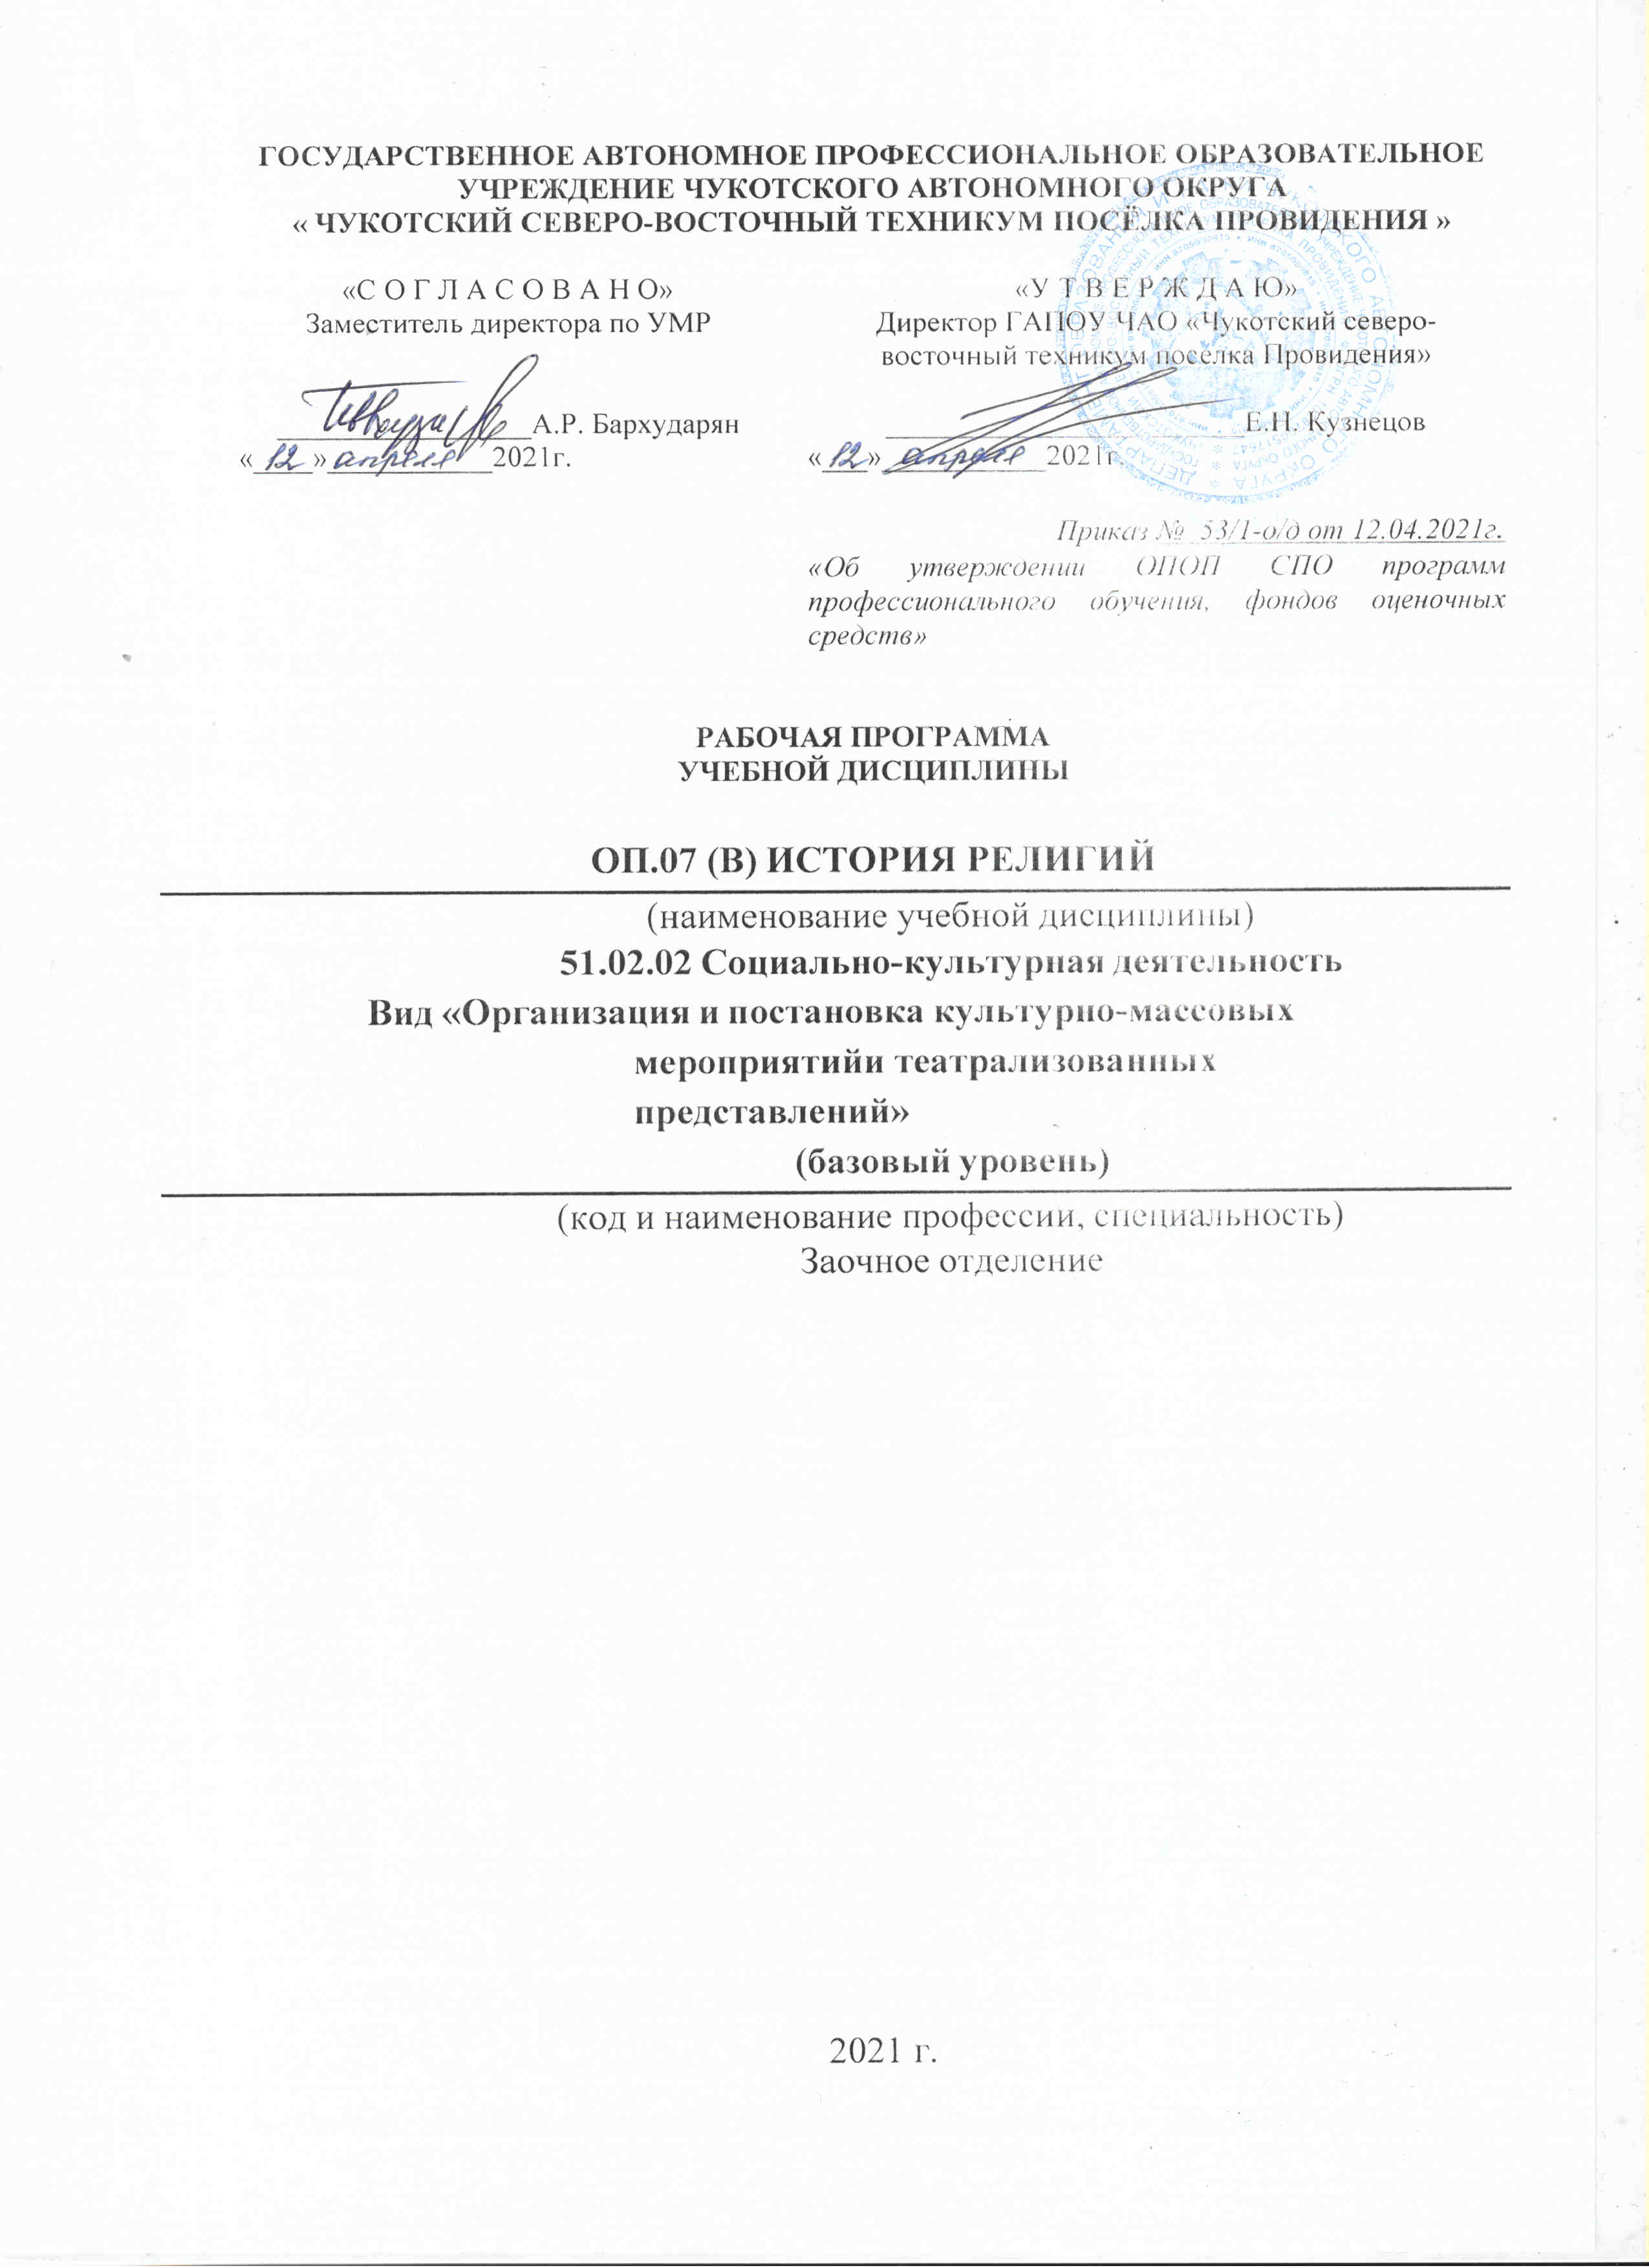 ГОСУДАРСТВЕННОЕ АВТОНОМНОЕ ПРОФЕССИОНАЛЬНОЕ ОБРАЗОВАТЕЛЬНОЕ
УЧРЕЖДЕНИЕ ЧУКОТСКОГО АВТОНОМНОГО ОКРУГА
« ЧУКОТСКИЙ СЕВЕРО-ВОСТОЧНЫЙ ТЕХНИКУМ ПОСЁЛКА ПРОВИДЕНИЯ »
«С О Г Л А С О В А Н О»
Заместитель директора по УМР
А.Р. Бархударян
«12» апреля 2021г.
«У Т В Е Р Ж Д А Ю»
Директор ГАПОУ ЧАО «Чукотский северо-
восточный техникум поселка Провидения»
Е.Н. Кузнецов
«12» апреля 2021г.
Приказ № 53/1-о/д от 12.04.2021г.
«Об утверждении ОПОП СПО программ
профессионального обучения, фондов оценочных
средств»
РАБОЧАЯ ПРОГРАММА
УЧЕБНОЙ ДИСЦИПЛИНЫ
ОП.07 (В) ИСТОРИЯ РЕЛИГИЙ
(наименование учебной дисциплины)
51.02.02 Социально-культурная деятельность
Вид «Организация и постановка культурно-массовых
мероприятийи театрализованных
представлений»
(базовый уровень)
(код и наименование профессии, специальность)
Заочное отделение
2021 г.